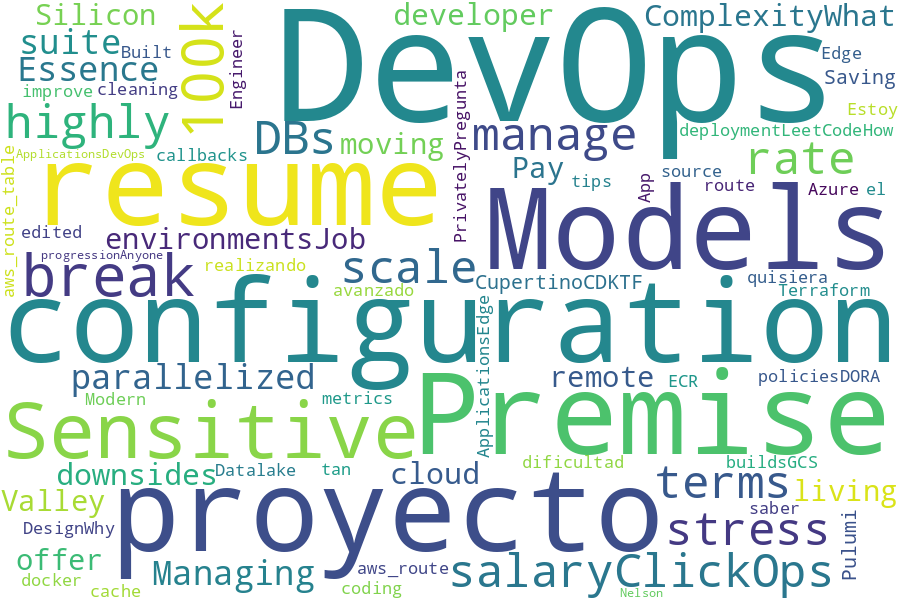 Silicon
100k
DevOps
developer
ComplexityWhat
suite
Built
Engineer
Edge
Essence
Saving
improve
cleaning
highly
DBs
moving
manage
Estoy
deploymentLeetCodeHow
ApplicationsDevOps
callbacks
PrivatelyPregunta
Pay
tips
source
rate
aws_route_table
resume
Models
App
route
Azure
el
edited
environmentsJob
progressionAnyone
break
realizando
scale
CupertinoCDKTF
quisiera
Terraform
avanzado
configuration
parallelized
remote
ECR
policiesDORA
Modern
metrics
ApplicationsEdge
Sensitive
Premise
downsides
Datalake
tan
cloud
dificultad
buildsGCS
Valley
proyecto
terms
living
DesignWhy
stress
saber
Pulumi
offer
Managing
aws_route
salaryClickOps
docker
cache
coding
Nelson